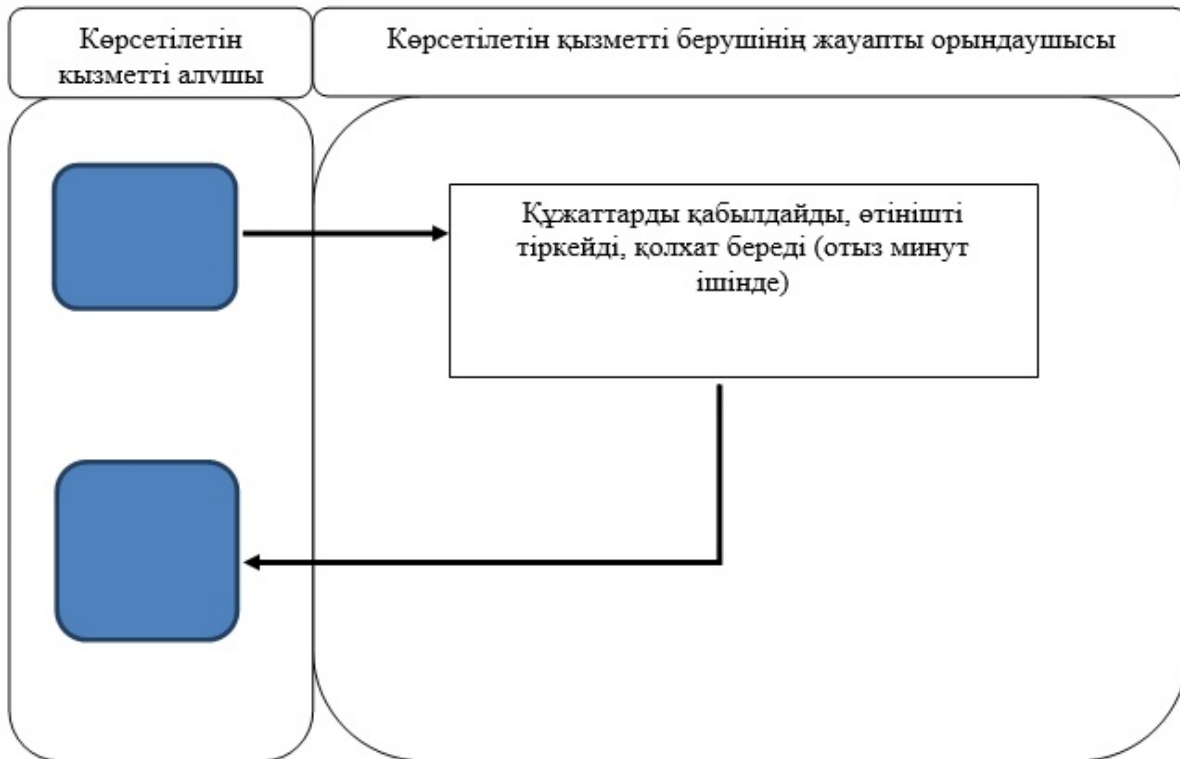 Көрсетілетін
қызметті алушы
Көрсетілетін қызметті берушінің жауапты орындаушысы
Құжаттарды қабылдайды, өтінішті
тіркейді, қолхат береді (отыз минут
ішінде)